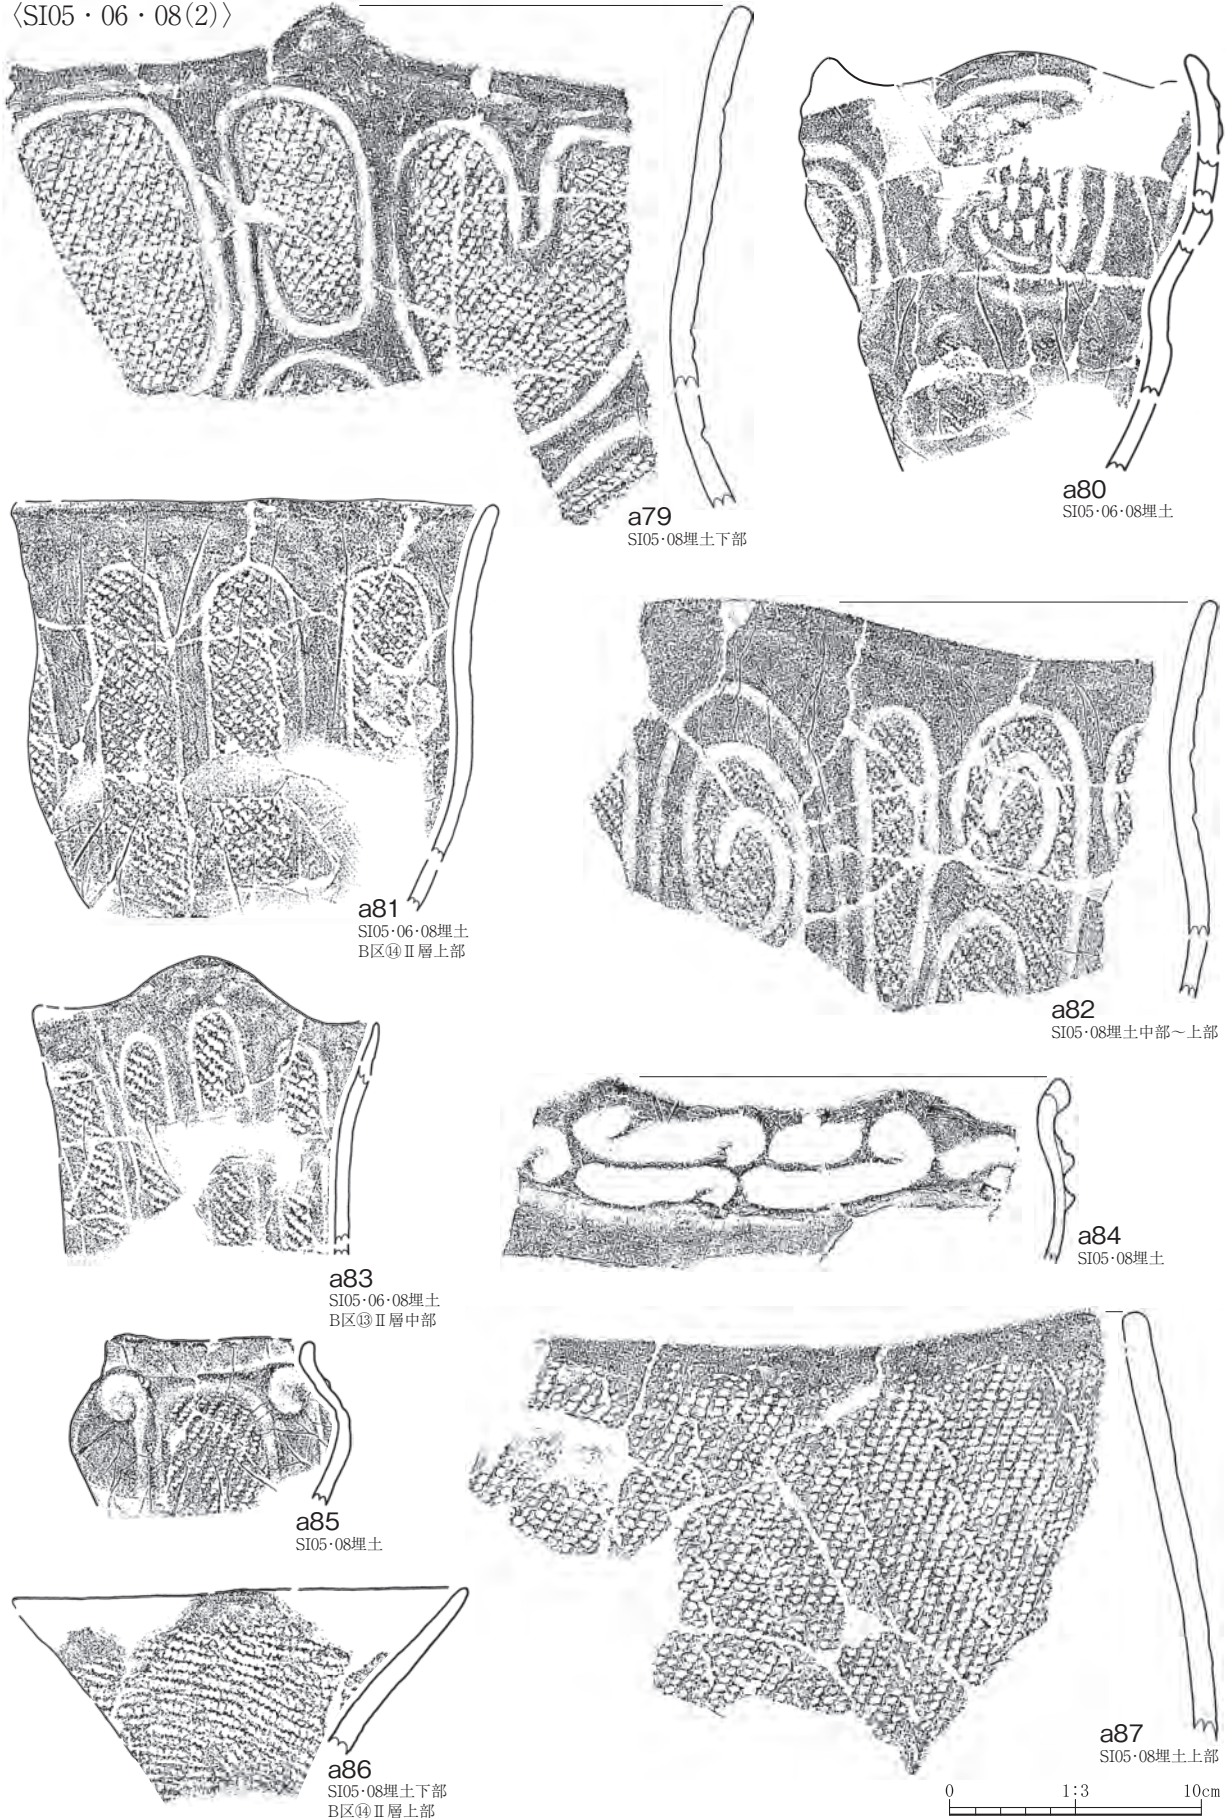 〈SI05・06・08(2)〉
a79
SI05･08埋土下部
a80
SI05･06･08埋土
a81
SI05･06･08埋土
B区⑭Ⅱ層上部
a82
SI05･08埋土中部～上部
a83
SI05･06･08埋土
B区⑬Ⅱ層中部
a84
SI05･08埋土
a85
SI05･08埋土
a86
SI05･08埋土下部
B区⑭Ⅱ層上部
a87
SI05･08埋土上部
0 1:3 10cm